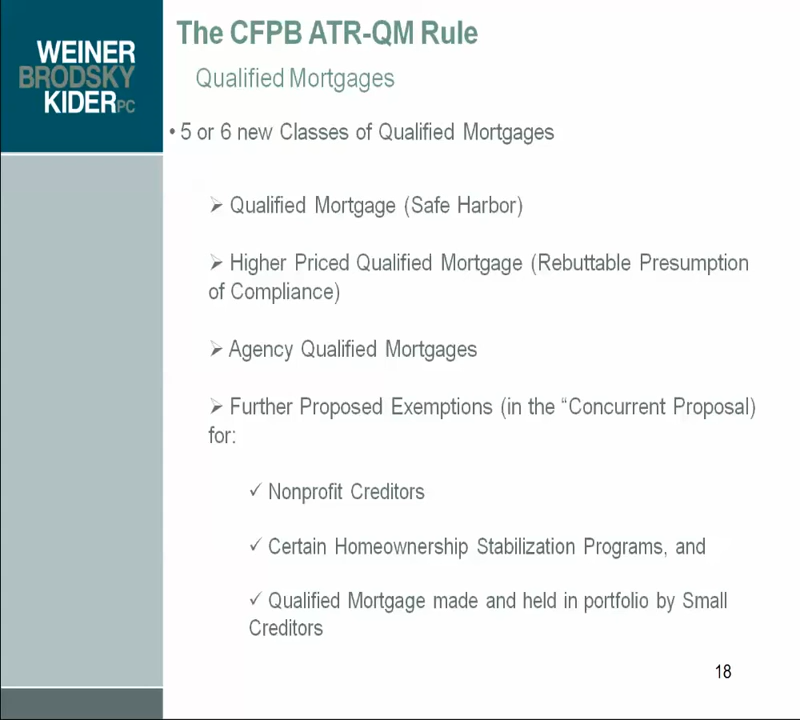 WEINER
BRODSKY
KIDER PC
The CFPB ATR-QM Rule
Qualified Mortgages
• 5 or 6 new Classes of Qualified Mortgages
➢ Qualified Mortgage (Safe Harbor)
➢ Higher Priced Qualified Mortgage (Rebuttable Presumption
of Compliance)
➢ Agency Qualified Mortgages
➢ Further Proposed Exemptions (in the “Concurrent Proposal)
for:
✓ Nonprofit Creditors
✓ Certain Homeownership Stabilization Programs, and
✓ Qualified Mortgage made and held in portfolio by Small
Creditors
18